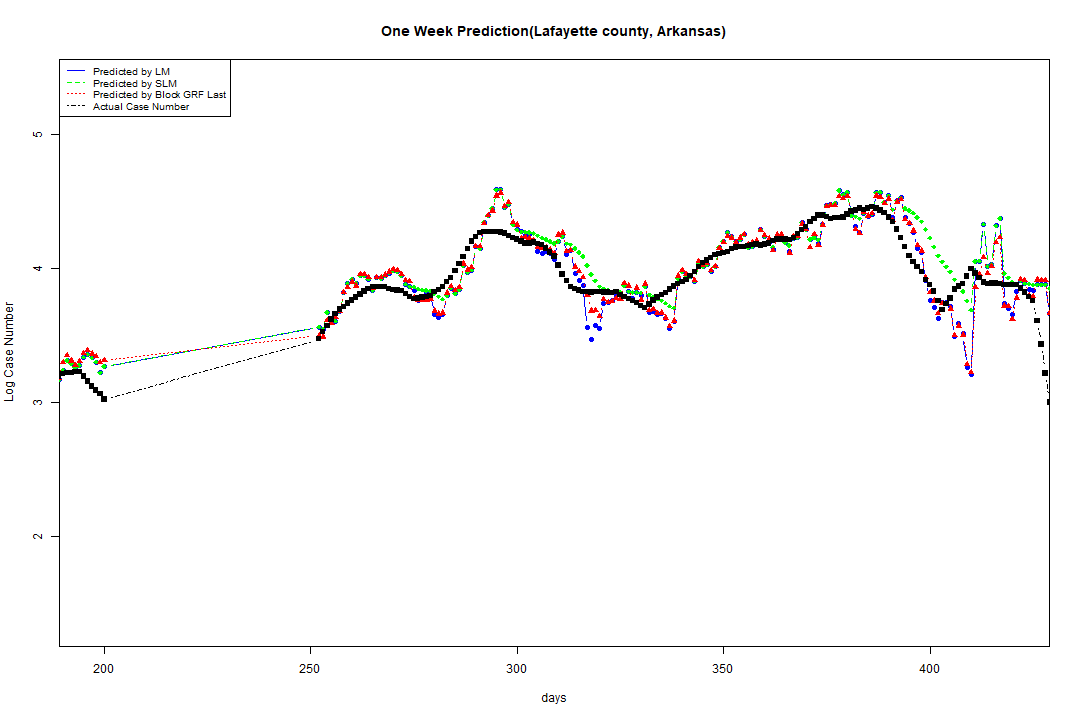 One Week Prediction(Lafayette county, Arkansas)
Predicted by LM
Predicted by SLM
Predicted by Block GRF Last
Actual Case Number
5
4
3
2
Log Case Number
200 250 300 350 400
days